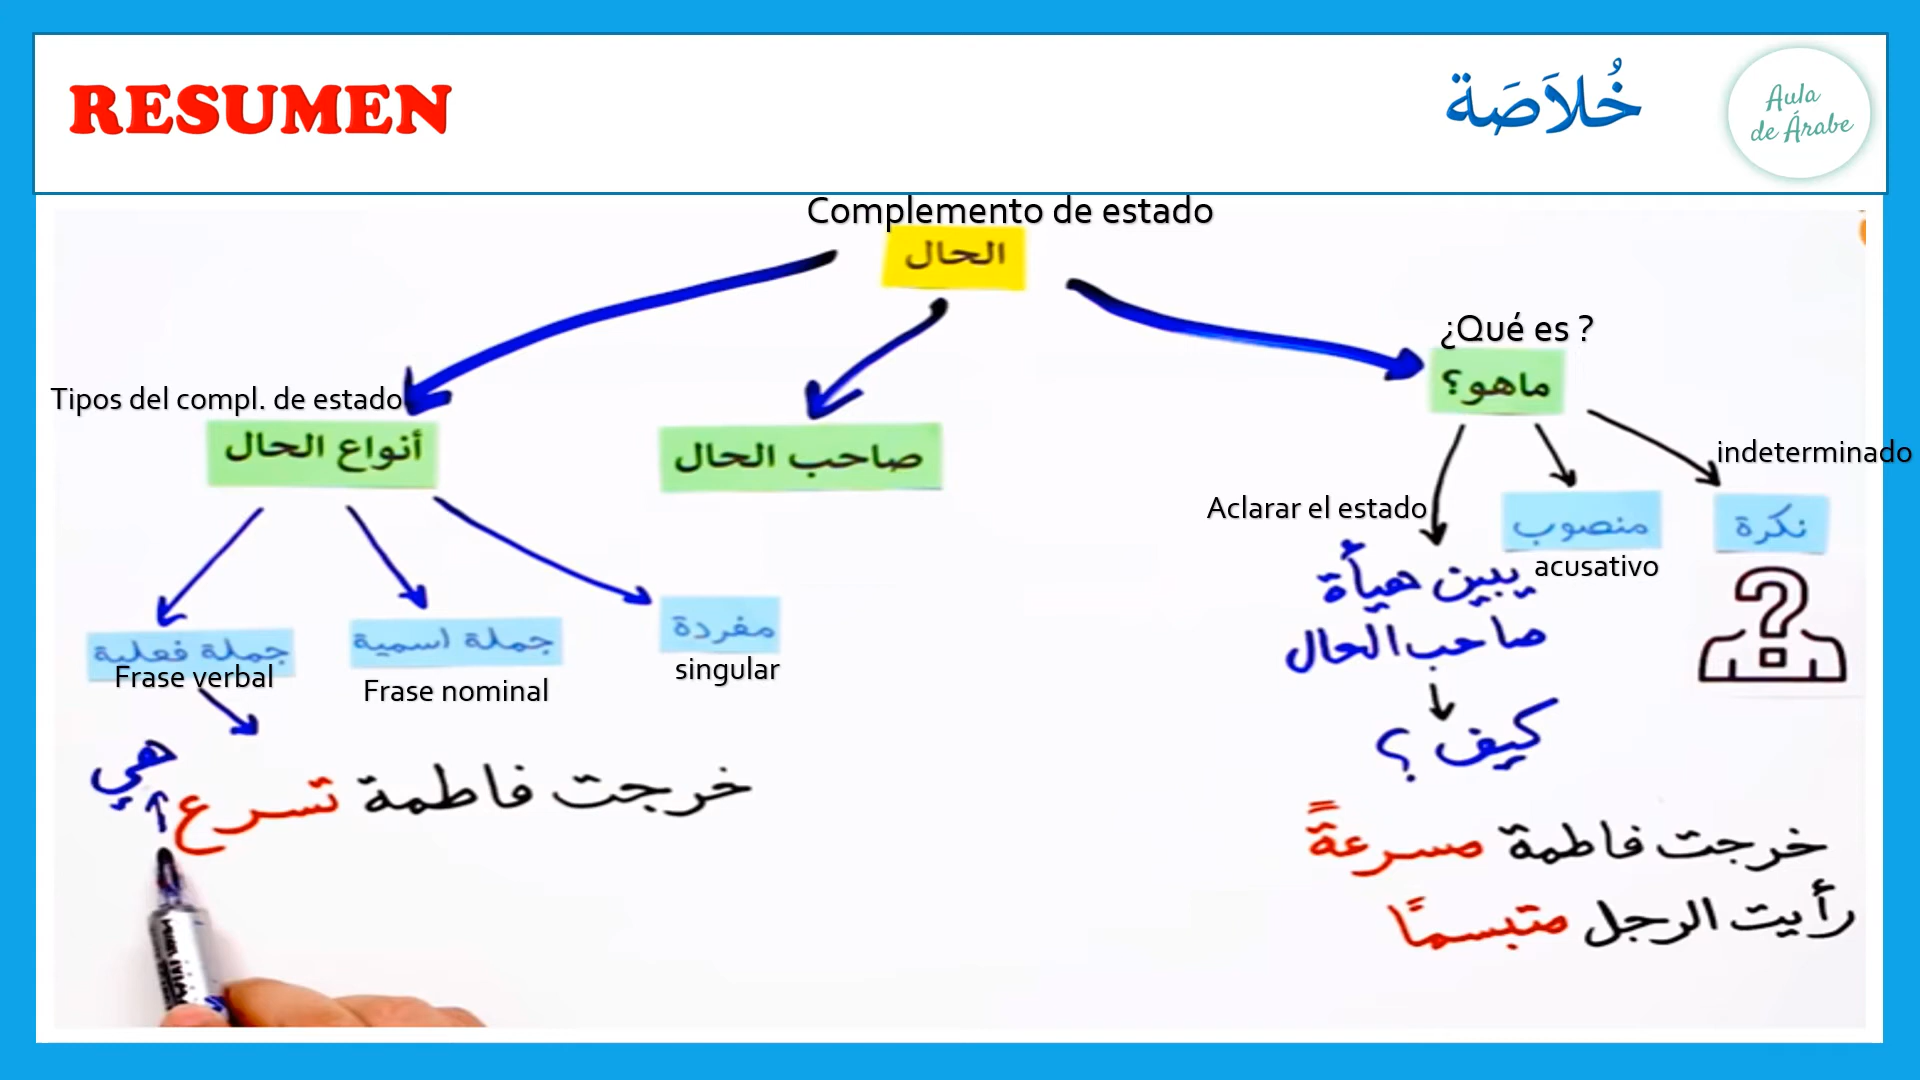 RESUMEN
خُلاَصَة
Aula
de Árabe
Complemento de estado
الحال
¿Qué es ?
ماهو؟
Tipos del compl. de estado
أنواع الحال
صاحب الحال
indeterminado
نكرة
منصوب
acusativo
Aclarar el estado
يبين هيأة
صاحب الحال
كيف ؟
خرجت فاطمة مسرعةً
رأيت الرجل متبسمًا
مفردة
singular
جملة اسمية
Frase nominal
جملة فعلية
Frase verbal
خرجت فاطمة تسرع
هي